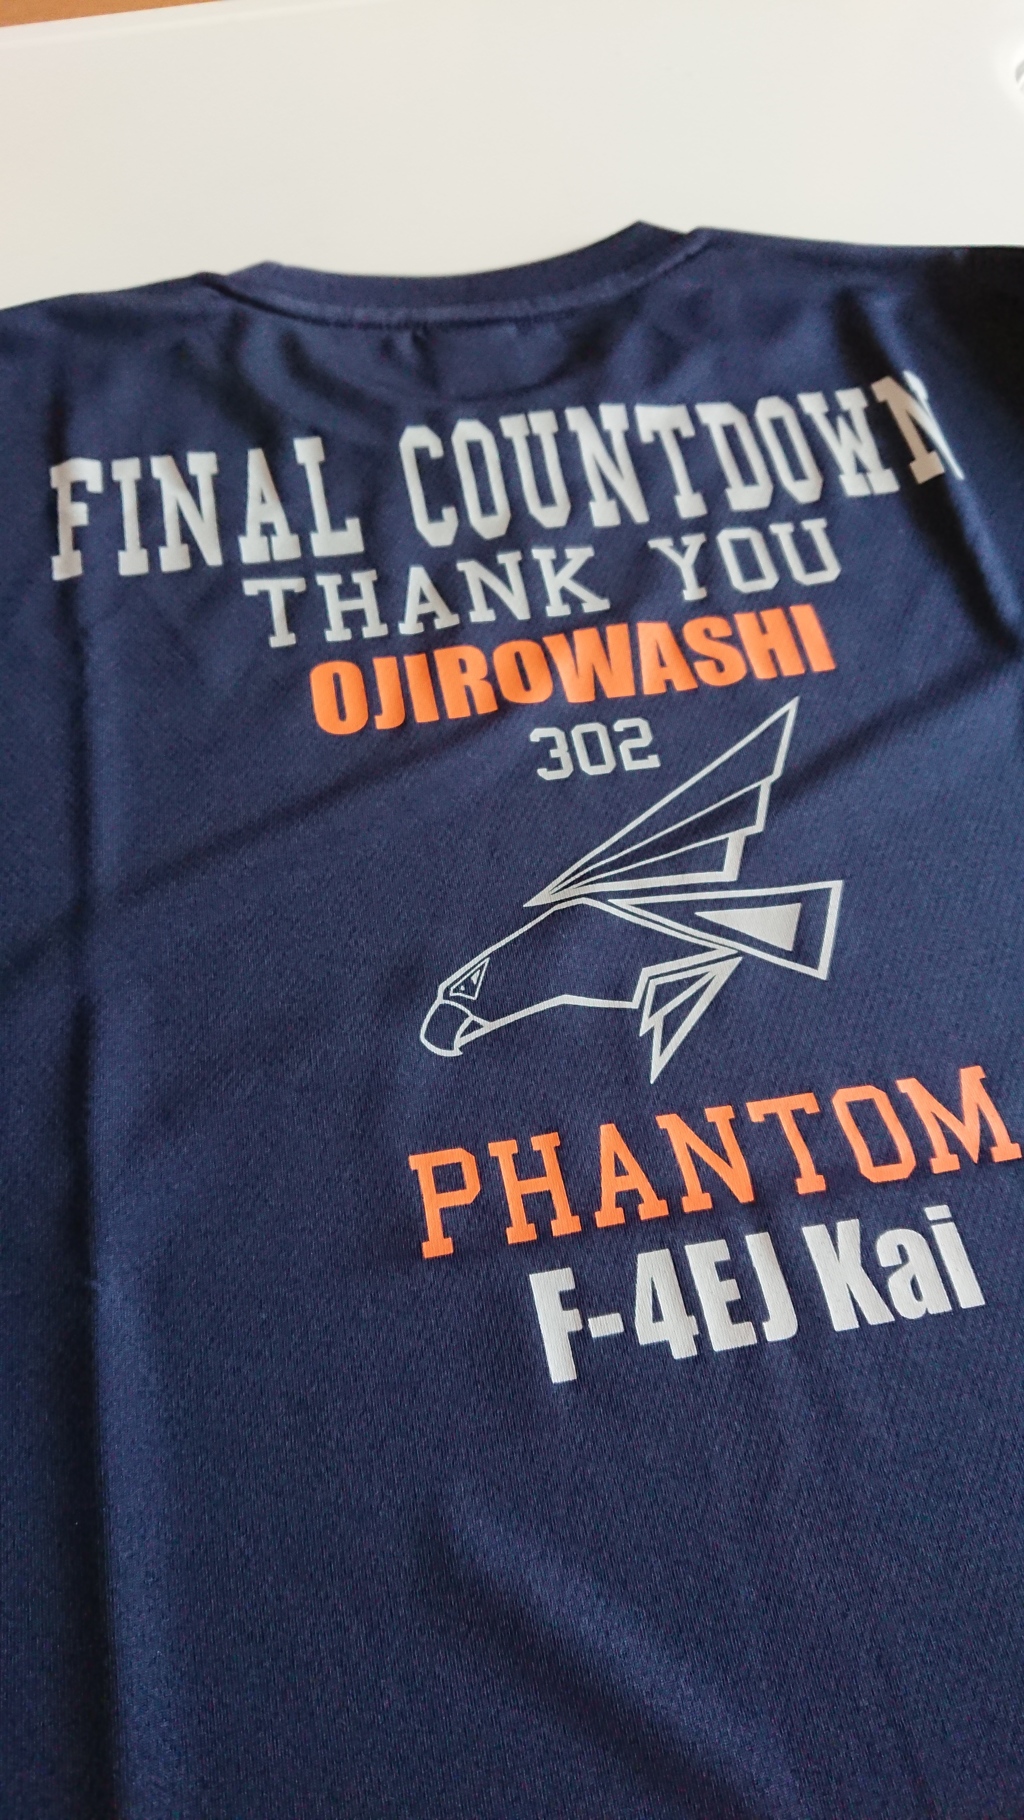 FINAL COUNTDOWN
THANK YOU
OJIROWASHI
302
PHANTOM
F-4EJ Kai